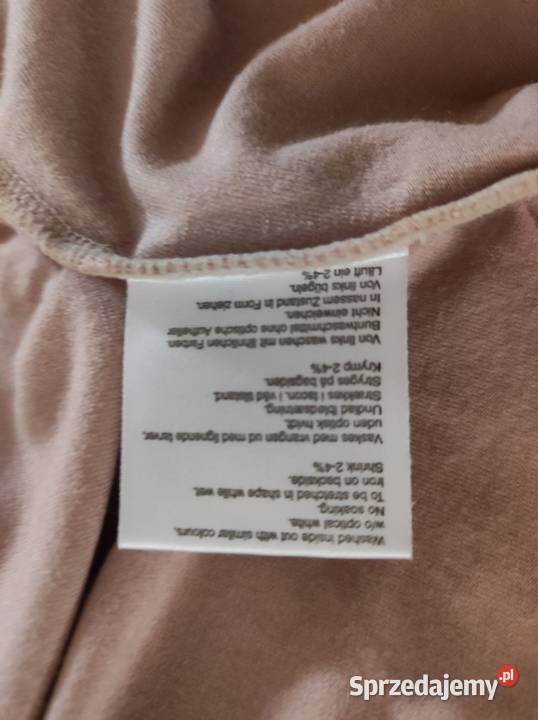 Washed inside out with similar colours.
w/o optical white.
No soaking.
To be stretched in shape while wet.
Iron on backside.
Shrink 2-4%
Vaskes med vrangen ud med lignende farver.
uden optisk hvidt.
Undlad iblødsætning.
Strækkes i facon. i våd tilstand.
Stryges på bagsiden.
Krymp 2-4%
Von links waschen mit ähnlichen Farben.
Buntwaschmittel ohne optische Aufheller
Nicht einweichen.
In nassem Zustand in Form ziehen.
Von links bügeln.
Läuft ein 2-4%
Sprzedajemy.pl